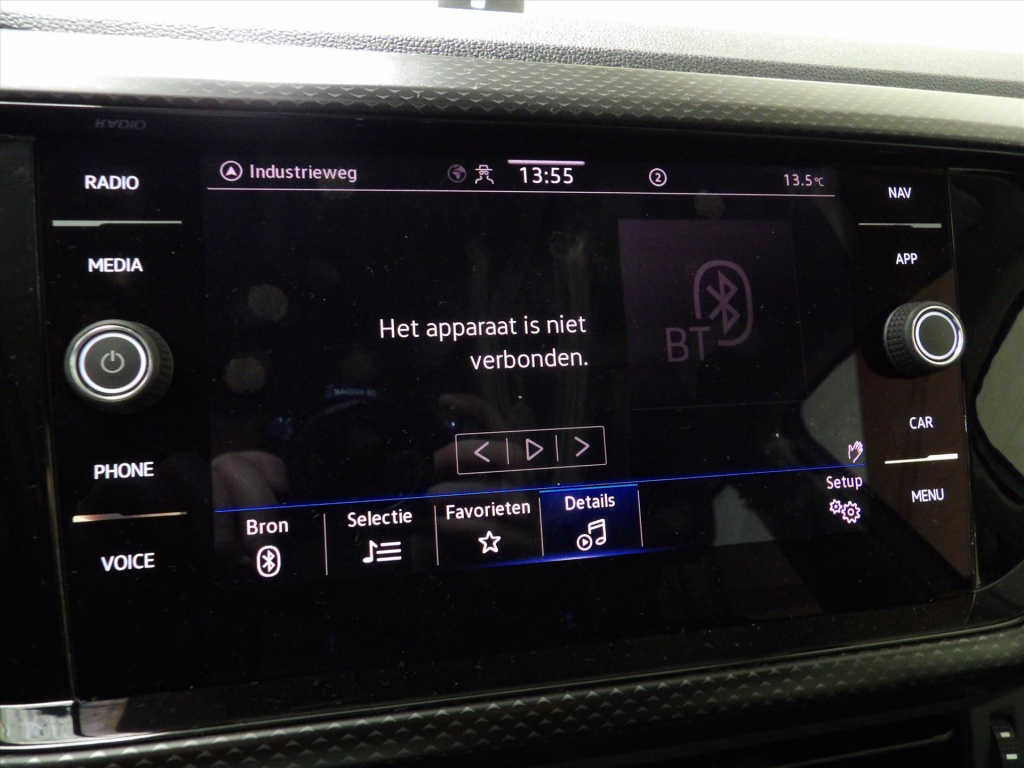 RADIO
Industrieweg
13:55
2
13.5°C
NAV
MEDIA
APP
Het apparaat is niet
verbonden.
BT
CAR
PHONE
MENU
Setup
Bron
Selectie
Favorieten
Details
VOICE